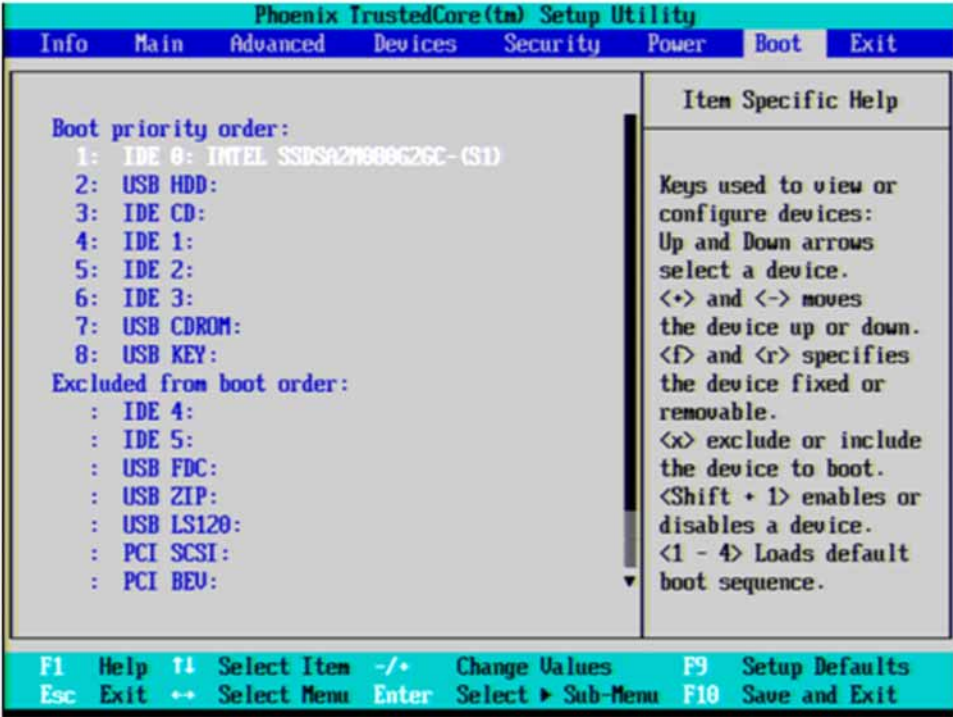 Phoenix TrustedCore(tm) Setup Utility
Info Main Advanced Devices Security Power Boot Exit
Boot priority order:
1: IDE 0: INTEL SSDSA2M080G2GC-(S1)
2: USB HDD:
3: IDE CD:
4: IDE 1:
5: IDE 2:
6: IDE 3:
7: USB CDROM:
8: USB KEY:
Excluded from boot order:
: IDE 4:
: IDE 5:
: USB FDC:
: USB ZIP:
: USB LS120:
: PCI SCSI:
: PCI BEV:
Item Specific Help
Keys used to view or
configure devices:
Up and Down arrows
select a device.
<+> and <-> moves
the device up or down.
<f> and <r> specifies
the device fixed or
removable.
<x> exclude or include
the device to boot.
<Shift + 1> enables or
disables a device.
<1 - 4> Loads default
boot sequence.
F1 Help ↑↓ Select Item -/+ Change Values F9 Setup Defaults
Esc Exit ↔ Select Menu Enter Select ▶ Sub-Menu F10 Save and Exit